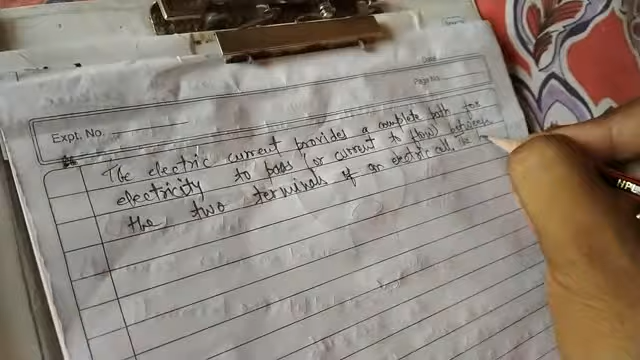 Date
Page No.
Expt. No.
The electric current provides a complete path for
electricity to pass (or current to flow) between
the two terminals of an electric cell. The